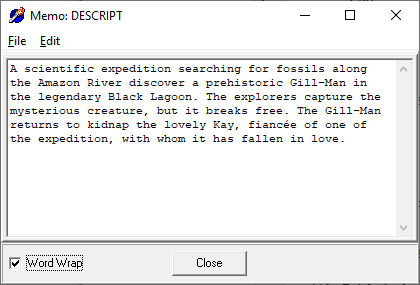 Memo: DESCRIPT
File Edit
A scientific expedition searching for fossils along
the Amazon River discover a prehistoric Gill-Man in
the legendary Black Lagoon. The explorers capture the
mysterious creature, but it breaks free. The Gill-Man
returns to kidnap the lovely Kay, fiancée of one of
the expedition, with whom it has fallen in love.
Word Wrap Close